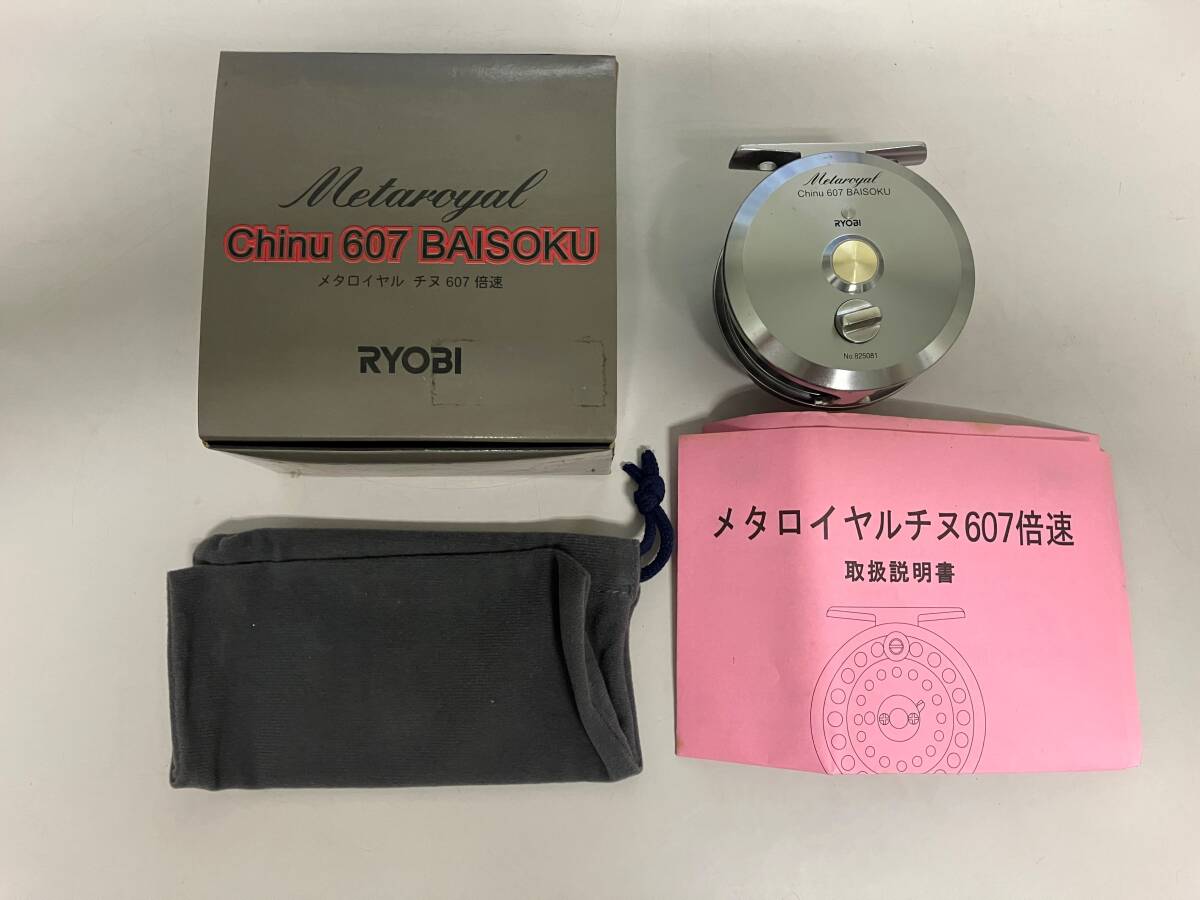 Metaroyal
Chinu 607 BAISOKU
メタロイヤル チヌ 607 倍速
RYOBI
Metaroyal
Chinu 607 BAISOKU
RYOBI
No.825081
メタロイヤルチヌ607倍速
取扱説明書